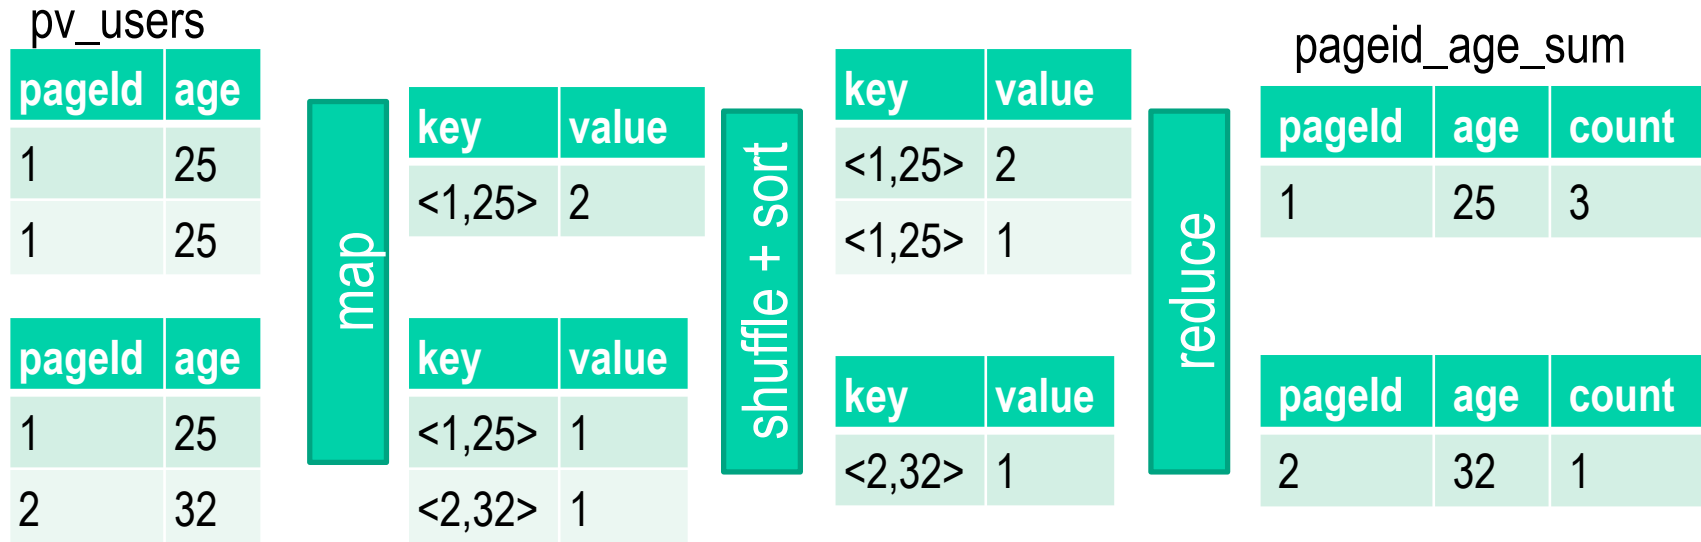 pv_users
pageId age
1 25
1 25
pageId age
1 25
2 32
map
key value
<1,25> 2
key value
<1,25> 1
<2,32> 1
shuffle + sort
key value
<1,25> 2
<1,25> 1
key value
<2,32> 1
reduce
pageid_age_sum
pageId age count
1 25 3
pageId age count
2 32 1